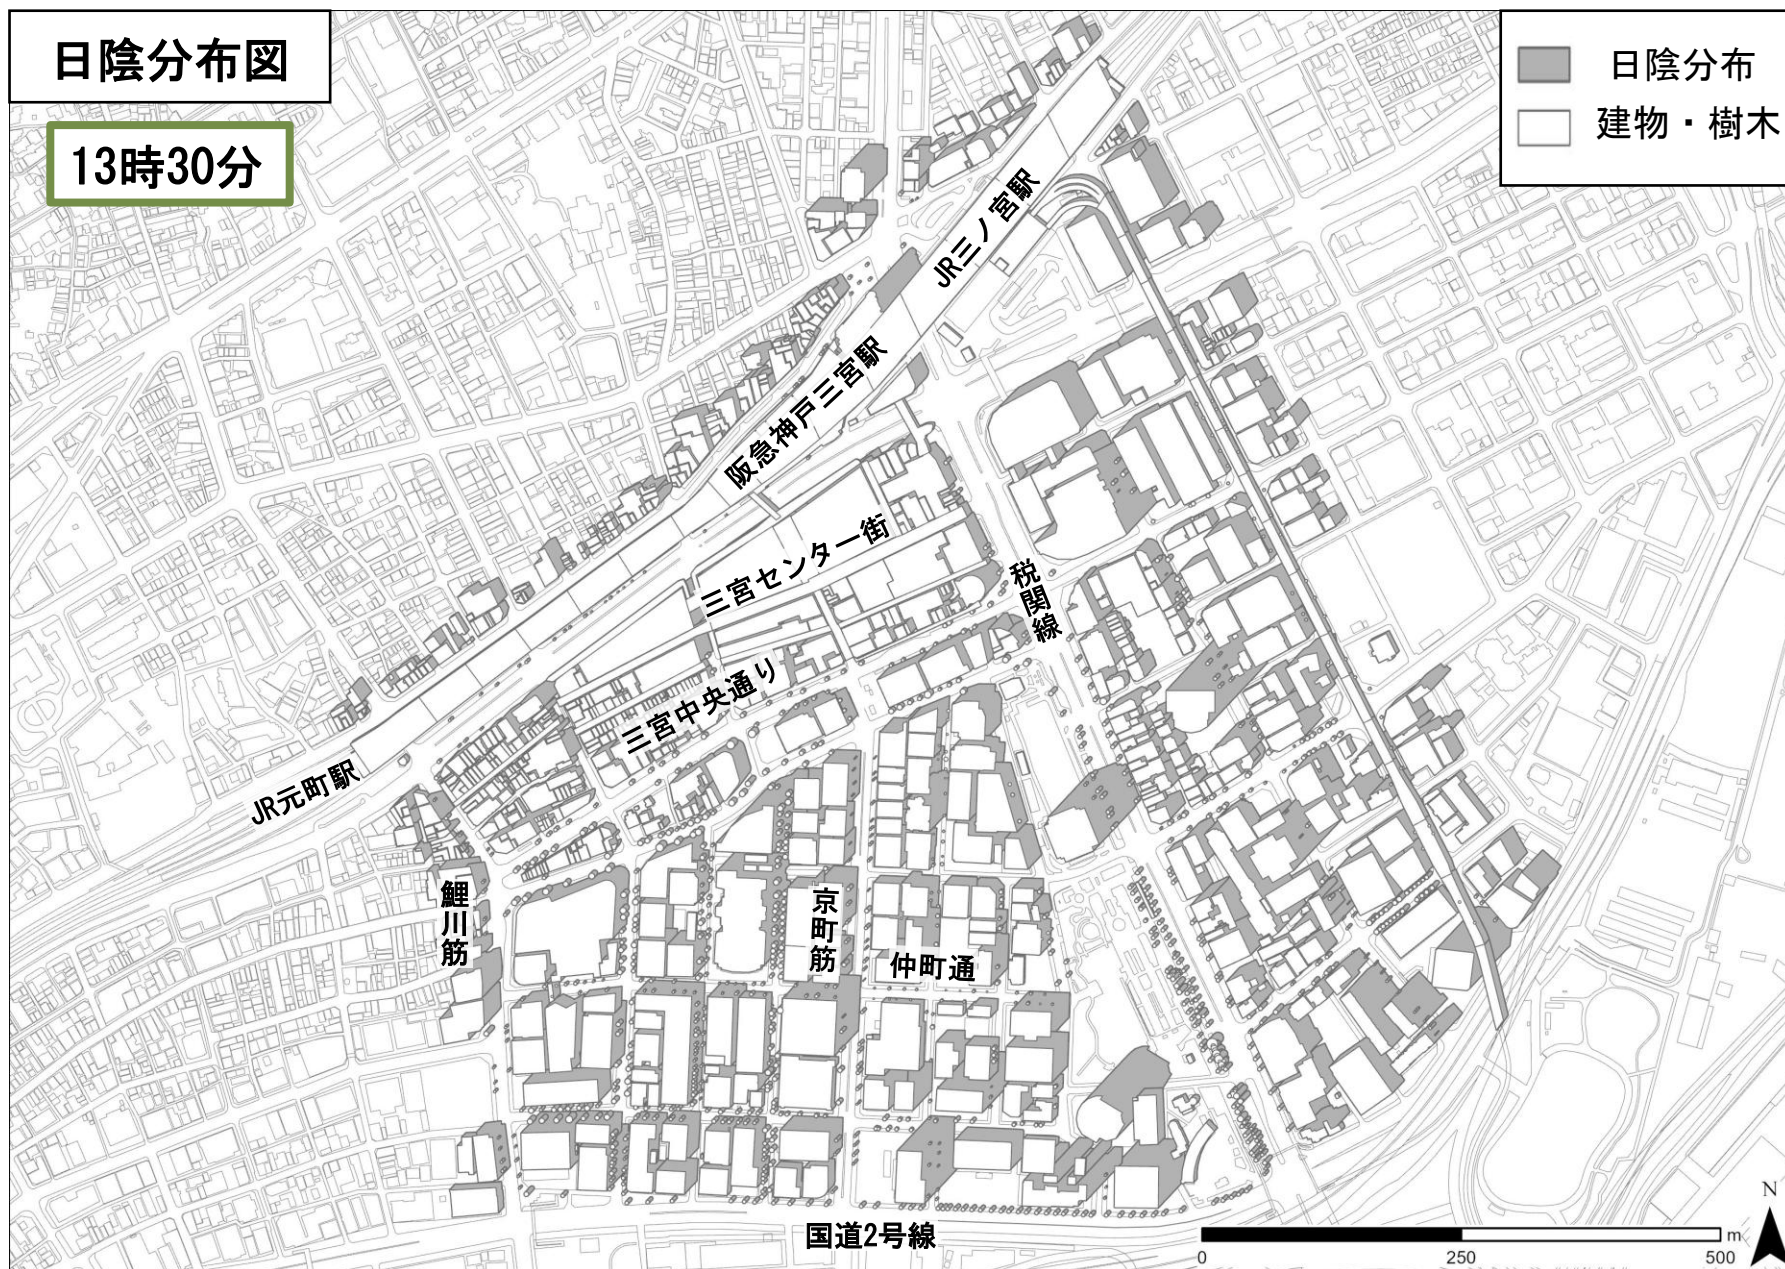 日陰分布図
13時30分
日陰分布
建物・樹木
JR三ノ宮駅
阪急神戸三宮駅
三宮センター街
税関線
三宮中央通り
JR元町駅
鯉川筋
京町筋
仲町通
国道2号線
N
m
0 250 500